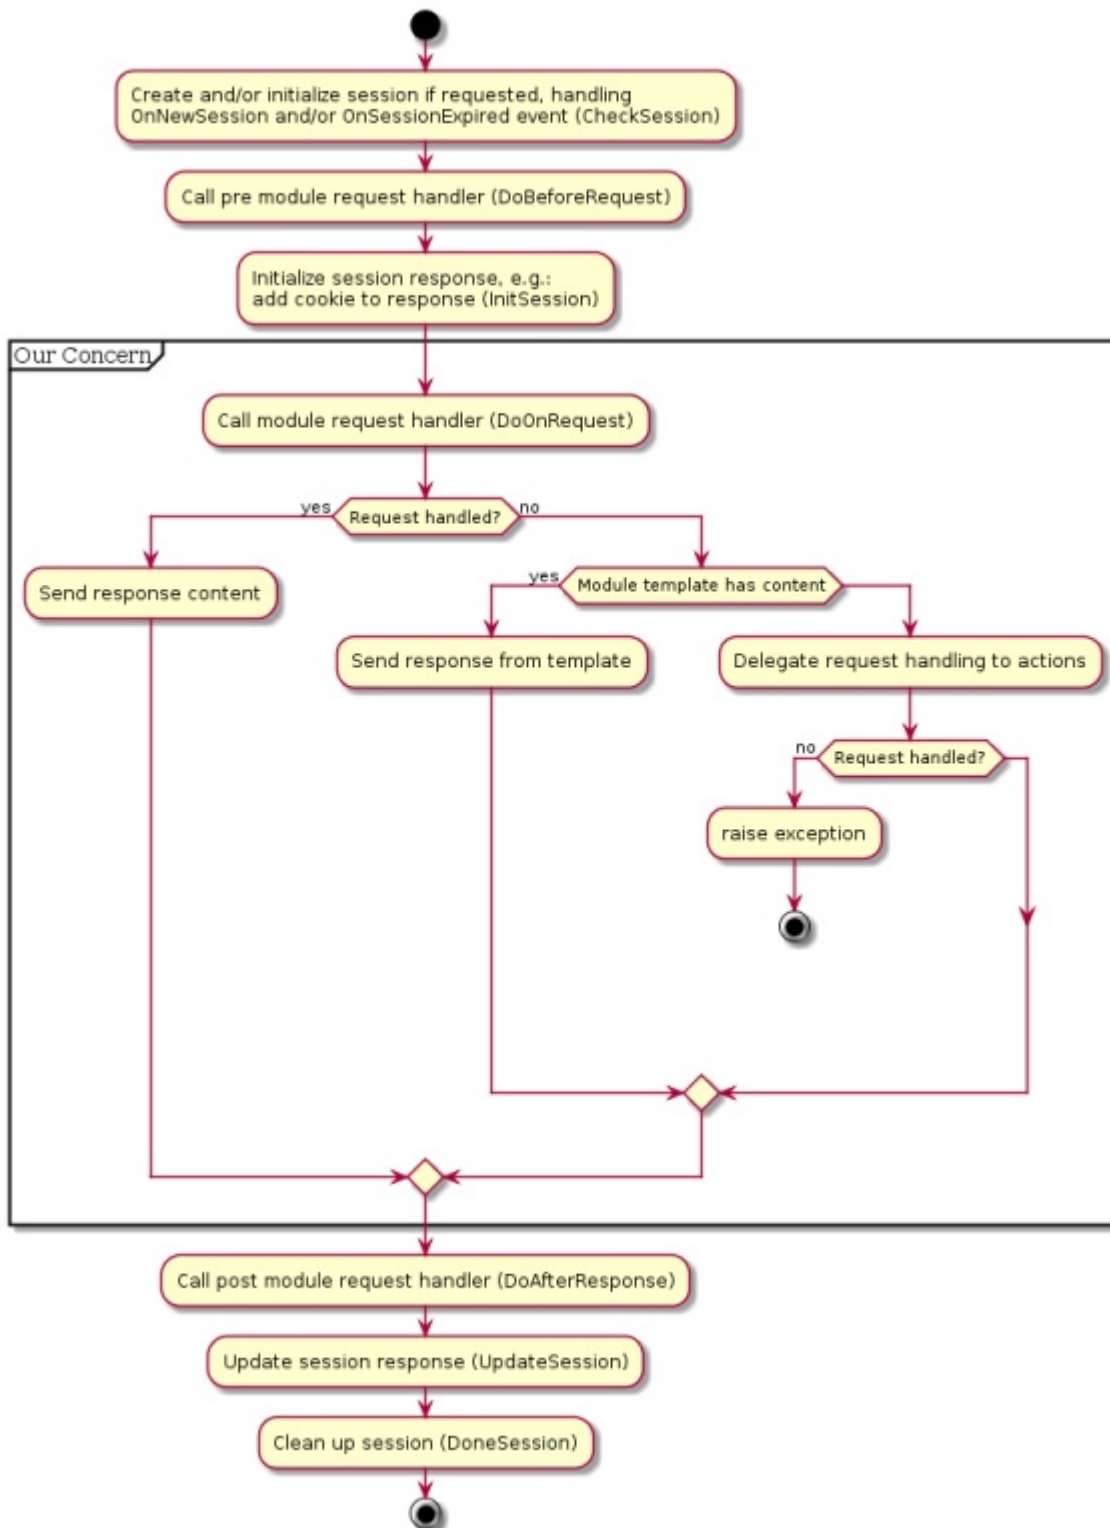 Create and/or initialize session if requested, handling
OnNewSession and/or OnSessionExpired event (CheckSession)
Call pre module request handler (DoBeforeRequest)
Initialize session response, e.g.:
add cookie to response (InitSession)
Our Concern
Call module request handler (DoOnRequest)
yes
Request handled?
no
Send response content
yes
Module template has content
Send response from template
Delegate request handling to actions
no
Request handled?
raise exception
Call post module request handler (DoAfterResponse)
Update session response (UpdateSession)
Clean up session (DoneSession)